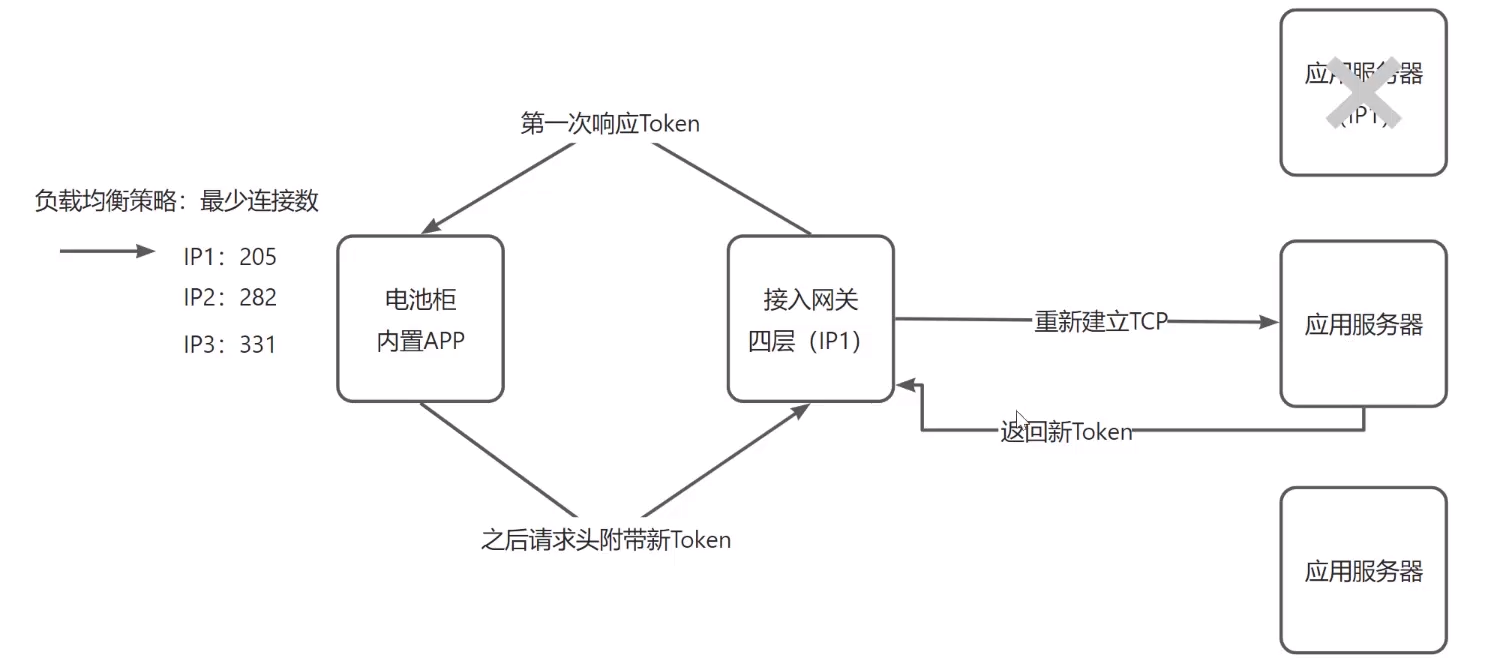 应用服务器
（IP1）
第一次响应Token
负载均衡策略：最少连接数
IP1：205
IP2：282
IP3：331
电池柜
内置APP
接入网关
四层（IP1）
重新建立TCP
应用服务器
返回新Token
之后请求头附带新Token
应用服务器